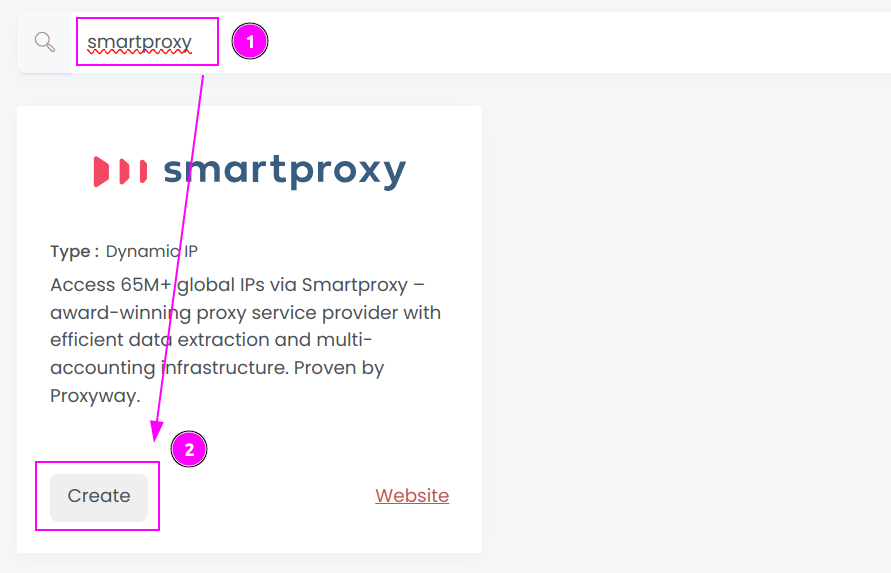 smartproxy
1
smartproxy
Type : Dynamic IP
Access 65M+ global IPs via Smartproxy –
award-winning proxy service provider with
efficient data extraction and multi-
accounting infrastructure. Proven by
Proxyway.
2
Create
Website